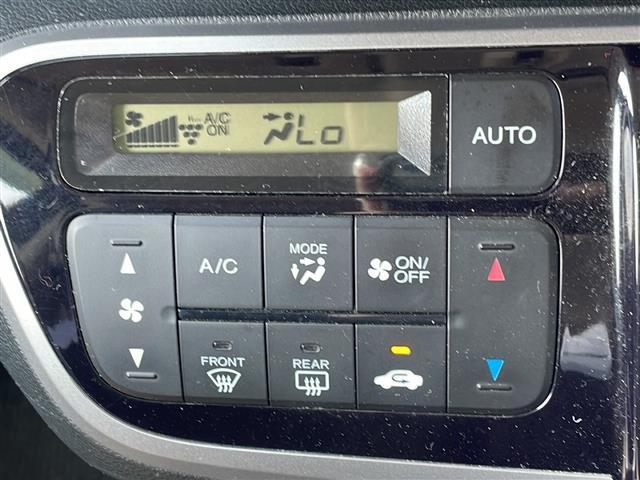 A/C
ON
Lo
AUTO
A/C
MODE
ON/
OFF
FRONT
REAR